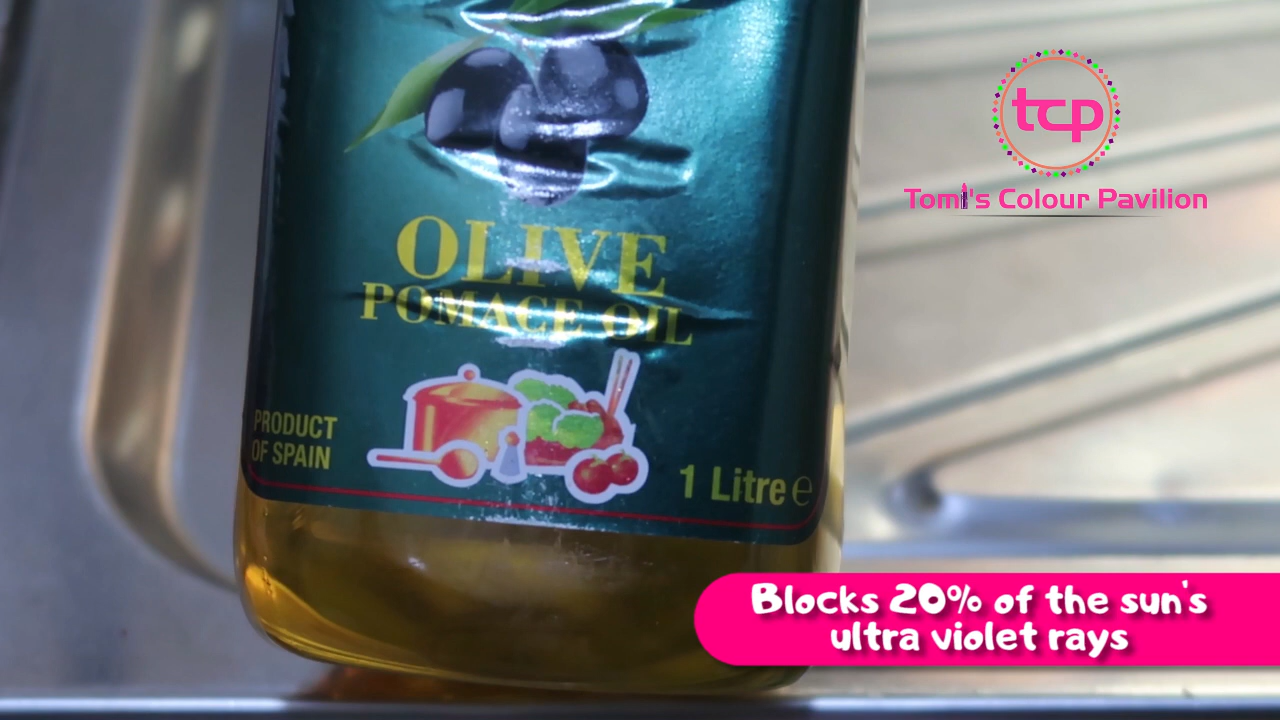 tcp
Tomi's Colour Pavilion
OLIVE
POMACE OIL
PRODUCT
OF SPAIN
1 Litre e
Blocks 20% of the sun's
ultra violet rays